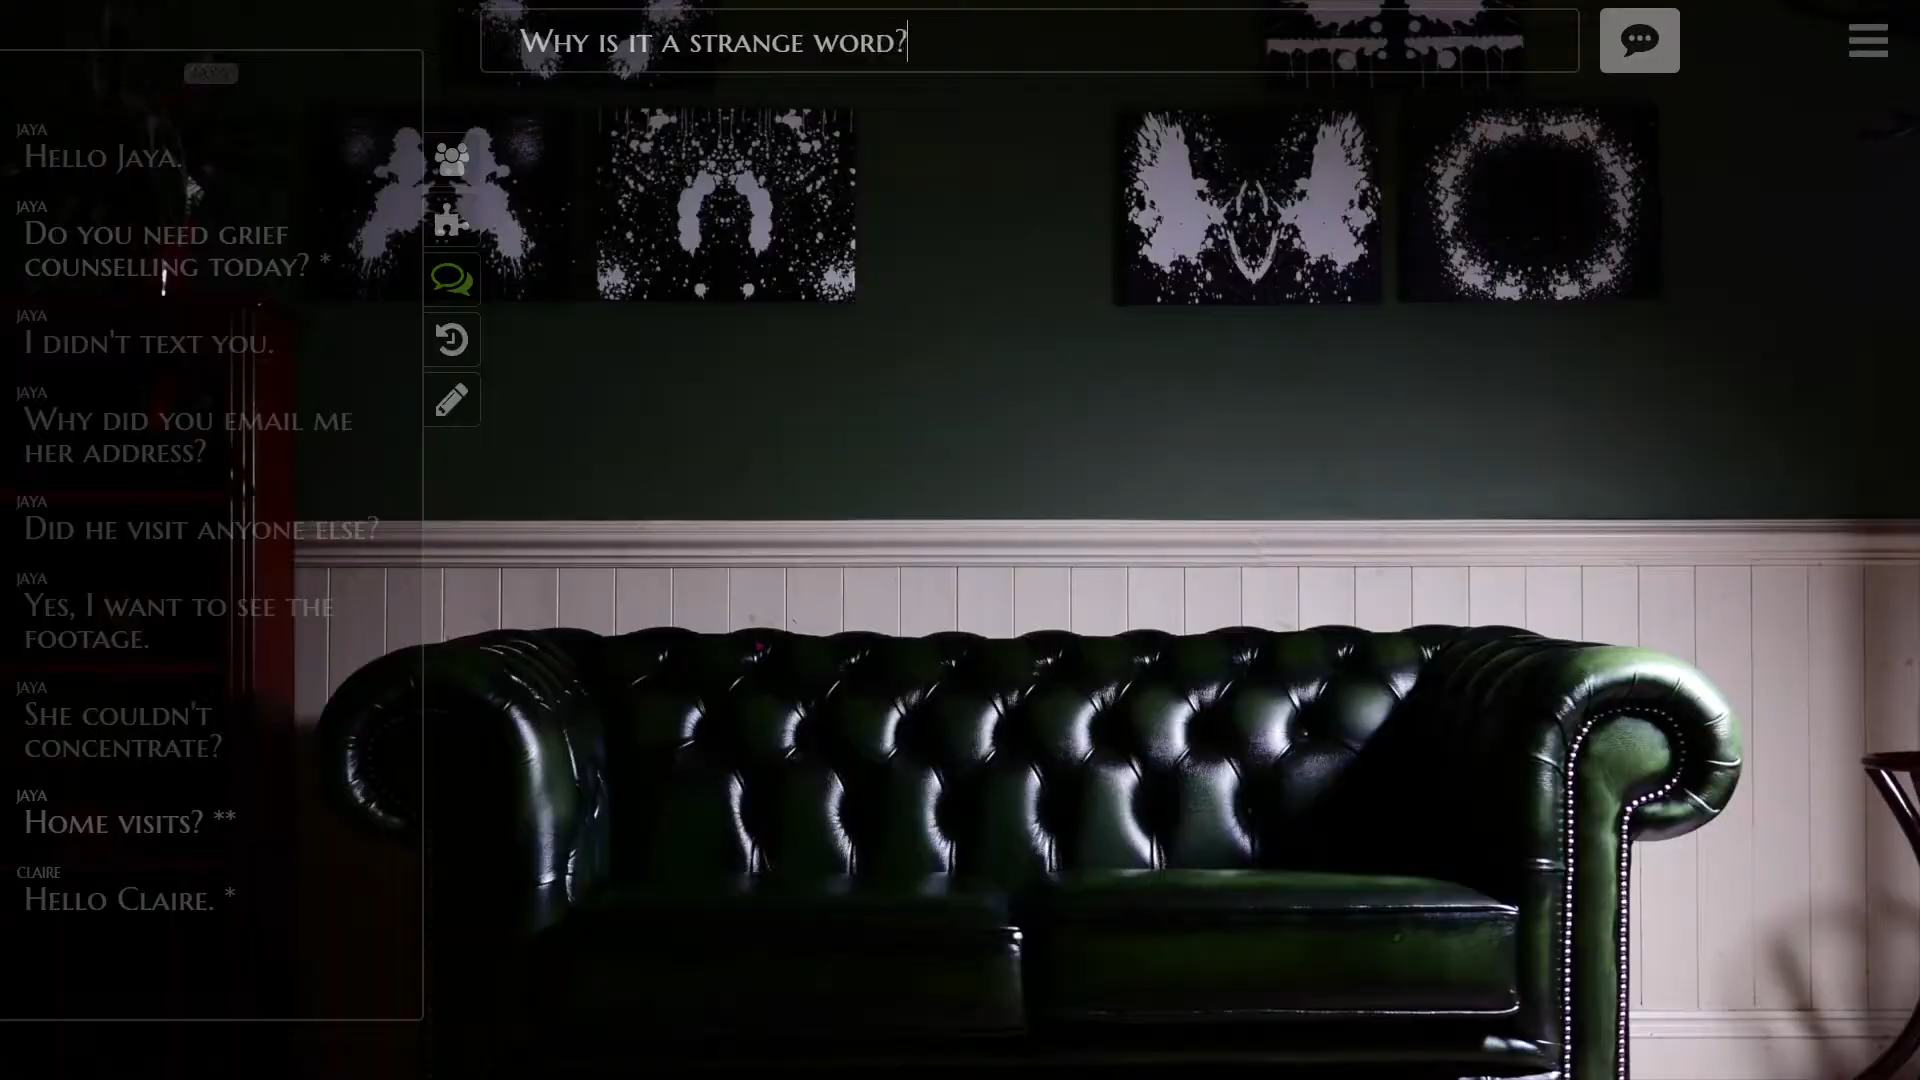 Why is it a strange word?
JAYA
Hello Jaya.
JAYA
Do you need grief
counselling today? *
JAYA
I didn't text you.
JAYA
Why did you email me
her address?
JAYA
Did he visit anyone else?
JAYA
Yes, I want to see the
footage.
JAYA
She couldn't
concentrate?
JAYA
Home visits? **
CLAIRE
Hello Claire. *